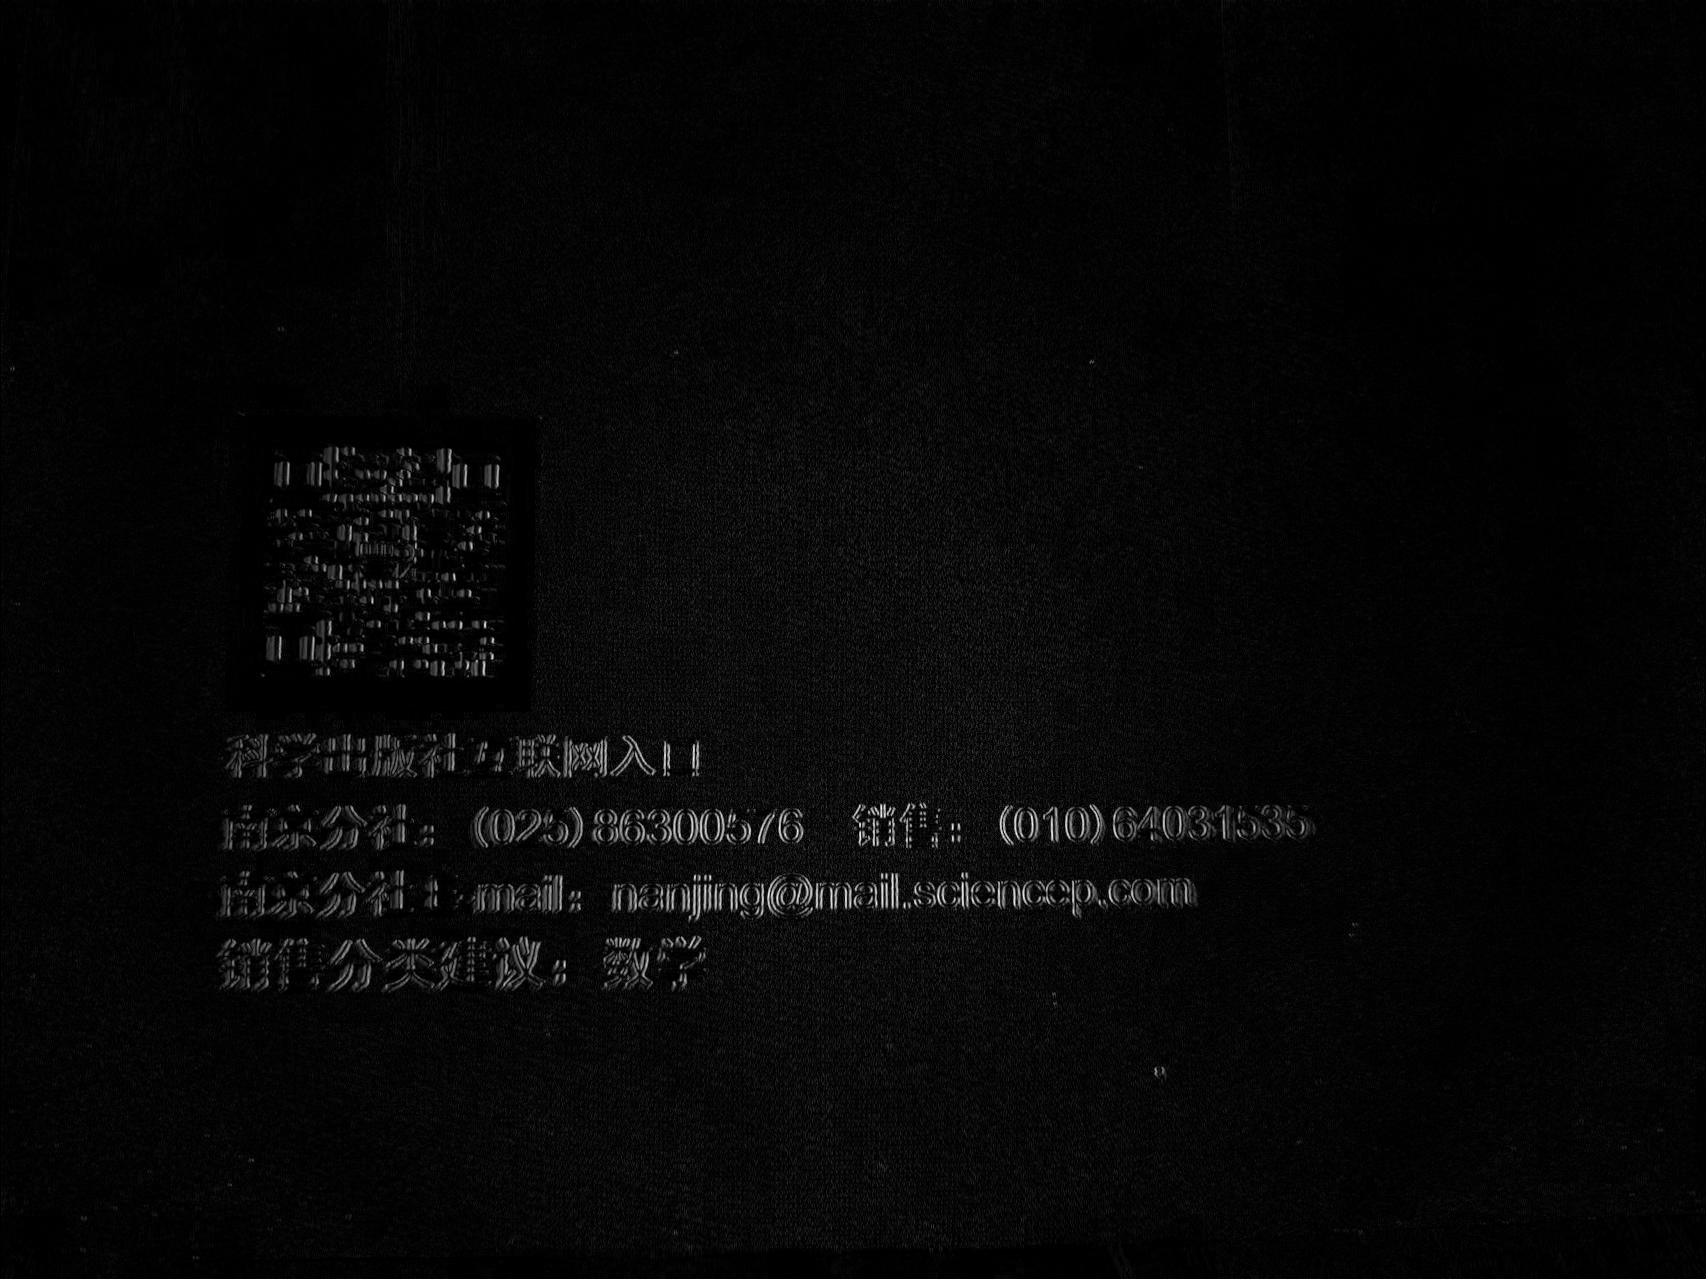 科学出版社互联网入口
南京分社：(025)86300576 销售：(010)64031535
南京分社E-mail：nanjing@mail.sciencep.com
销售分类建议：数学